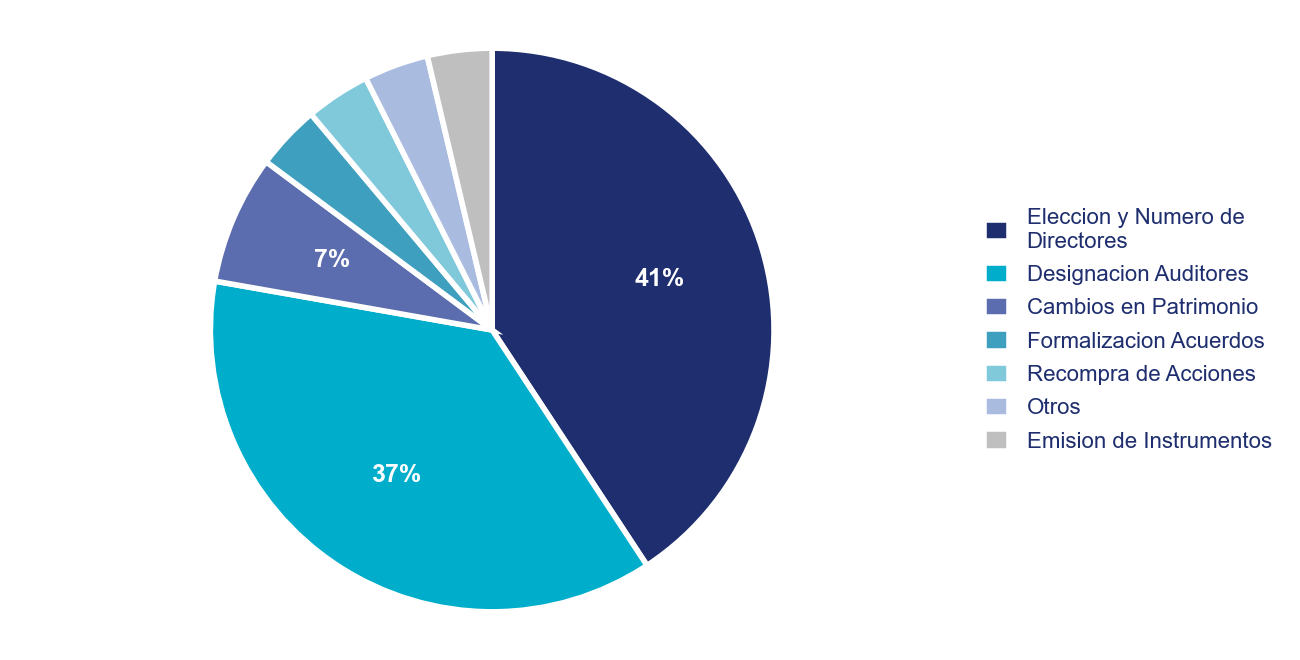 41%
37%
7%
Eleccion y Numero de
Directores
Designacion Auditores
Cambios en Patrimonio
Formalizacion Acuerdos
Recompra de Acciones
Otros
Emision de Instrumentos